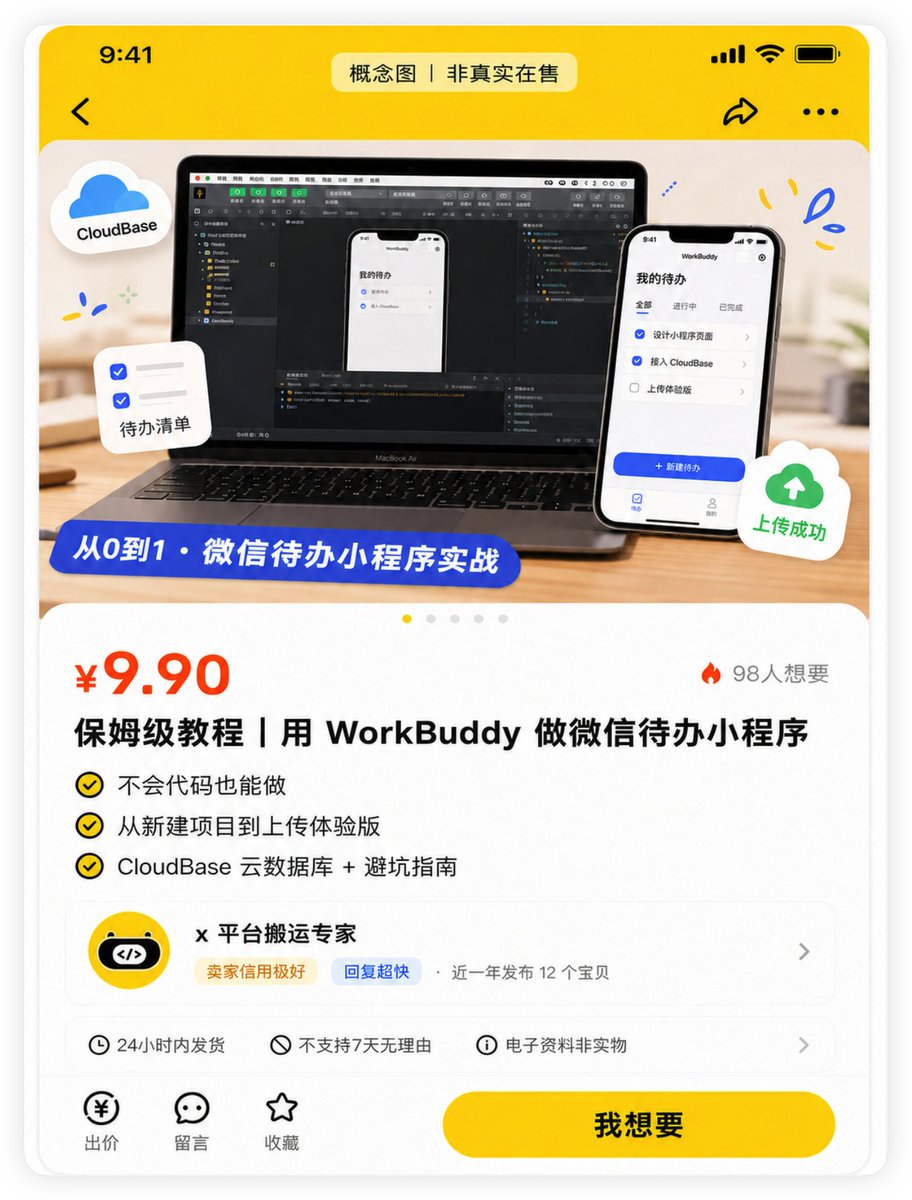 9:41
概念图 | 非真实在售
CloudBase
待办清单
MacBook Air
WorkBuddy
我的待办
接入 CloudBase
9:41
WorkBuddy
我的待办
全部 进行中 已完成
设计小程序页面
接入 CloudBase
上传体验版
+ 新建待办
待办 我的
上传成功
从0到1·微信待办小程序实战
¥9.90
98人想要
保姆级教程 | 用 WorkBuddy 做微信待办小程序
不会代码也能做
从新建项目到上传体验版
CloudBase 云数据库 + 避坑指南
</>
x 平台搬运专家
卖家信用极好 回复超快 · 近一年发布 12 个宝贝
24小时内发货 不支持7天无理由 电子资料非实物
出价 留言 收藏 我想要